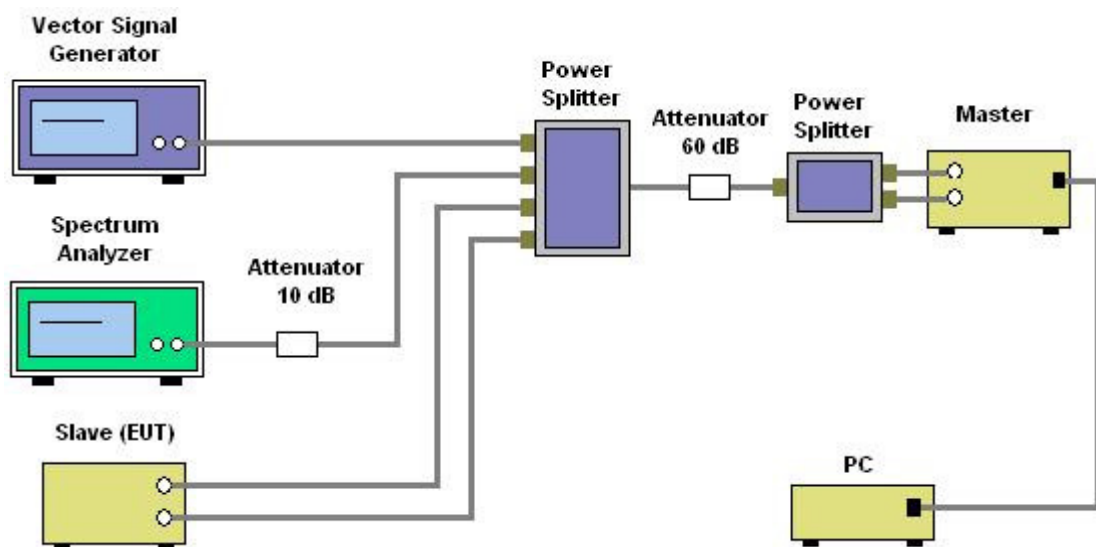 Vector Signal
Generator
Power
Splitter
Attenuator
60 dB
Power
Splitter
Master
Spectrum
Analyzer
Attenuator
10 dB
Slave (EUT)
PC